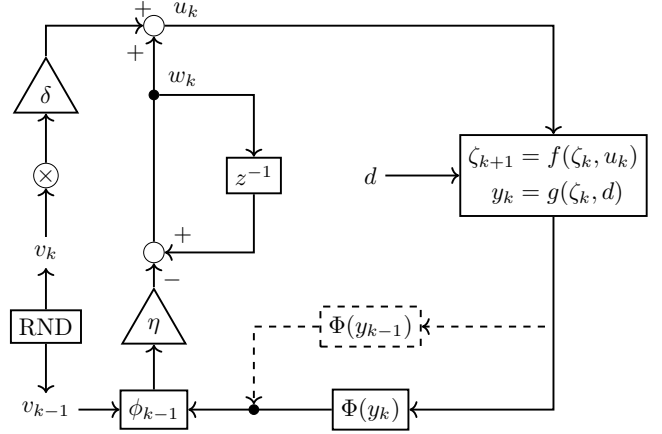 + u_k
+
δ
w_k
z^{-1}
d
ζ_{k+1} = f(ζ_k, u_k)
y_k = g(ζ_k, d)
×
v_k
+
−
RND
η
Φ(y_{k−1})
v_{k−1}
ϕ_{k−1}
Φ(y_k)